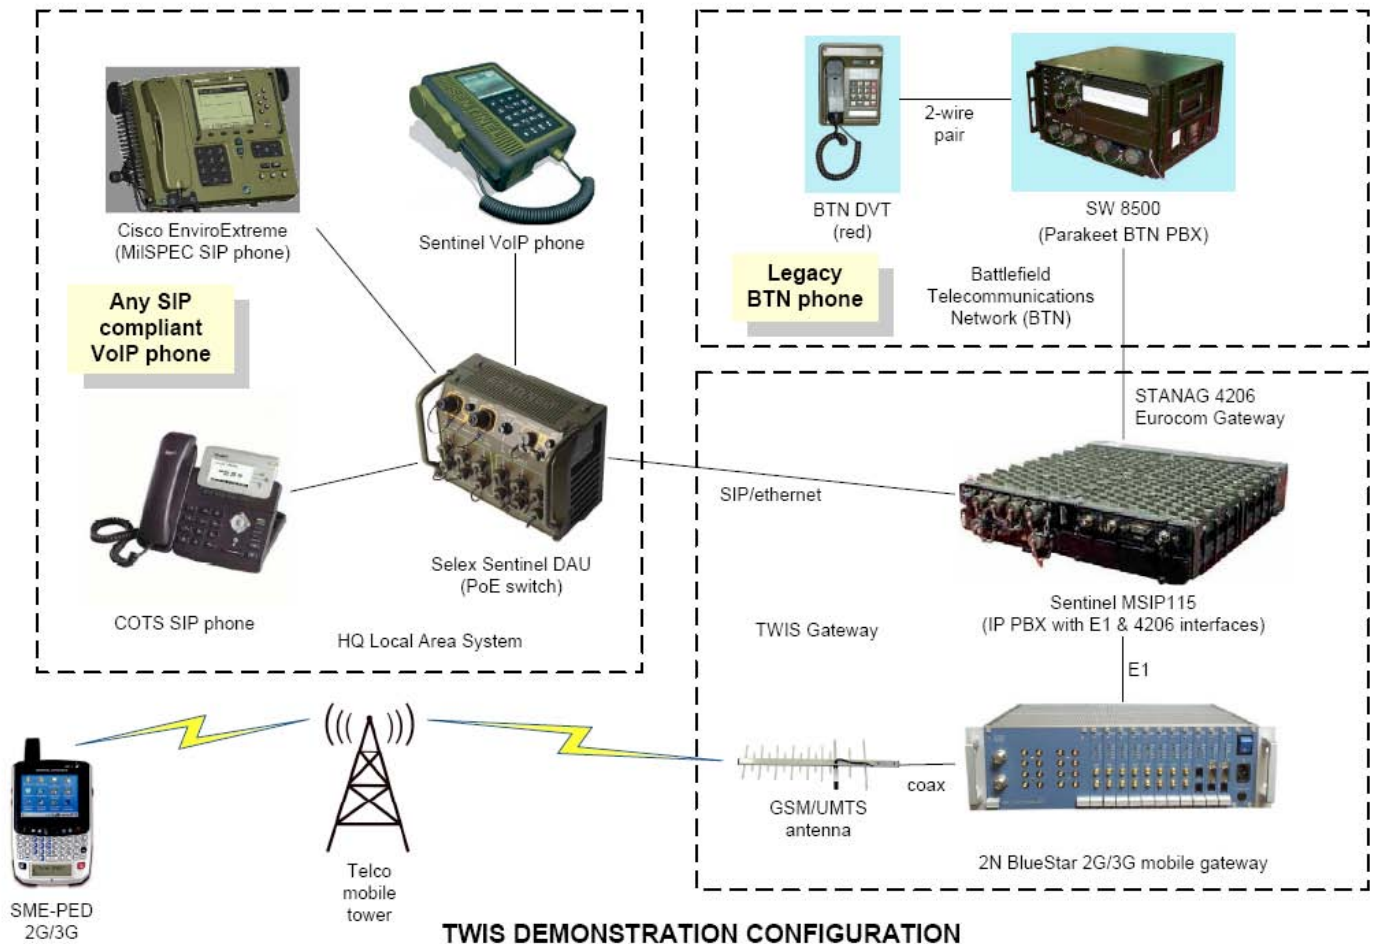 Cisco EnviroExtreme
(MilSPEC SIP phone)
Sentinel VoIP phone
Any SIP
compliant
VoIP phone
COTS SIP phone
Selex Sentinel DAU
(PoE switch)
HQ Local Area System
2-wire
pair
BTN DVT
(red)
SW 8500
(Parakeet BTN PBX)
Legacy
BTN phone
Battlefield
Telecommunications
Network (BTN)
STANAG 4206
Eurocom Gateway
SIP/ethernet
Sentinel MSIP115
(IP PBX with E1 & 4206 interfaces)
TWIS Gateway
E1
coax
GSM/UMTS
antenna
2N BlueStar 2G/3G mobile gateway
Telco
mobile
tower
SME-PED
2G/3G
TWIS DEMONSTRATION CONFIGURATION